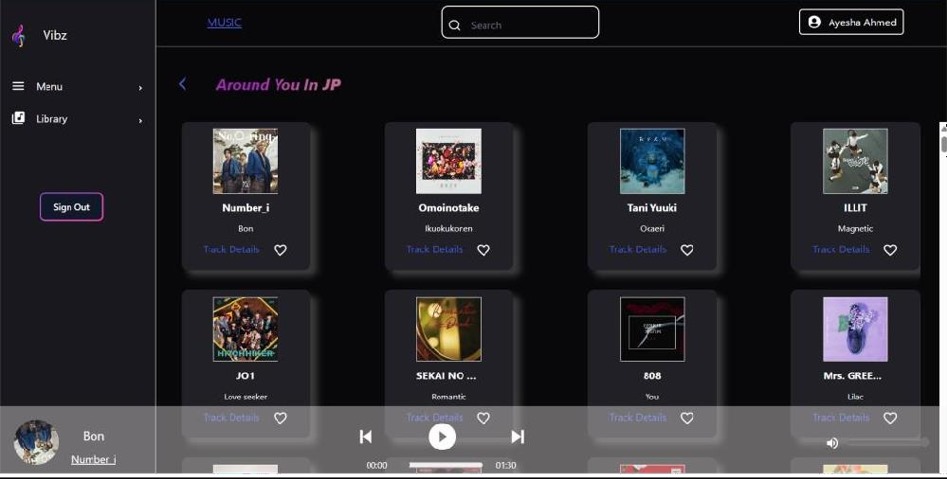 Vibz
MUSIC
Search
Ayesha Ahmed
Menu
Library
Sign Out
Around You In JP
Number_i
Bon
Track Details
Omoinotake
Ikuokukoren
Track Details
Tani Yuuki
Okaeri
Track Details
ILLIT
Magnetic
Track Details
HITCHHIKER
JO1
Love seeker
Track Details
SEKAI NO ...
Romantic
Track Details
808
You
Track Details
Mrs. GREE...
Lilac
Track Details
Bon
Number_i
00:00
01:30